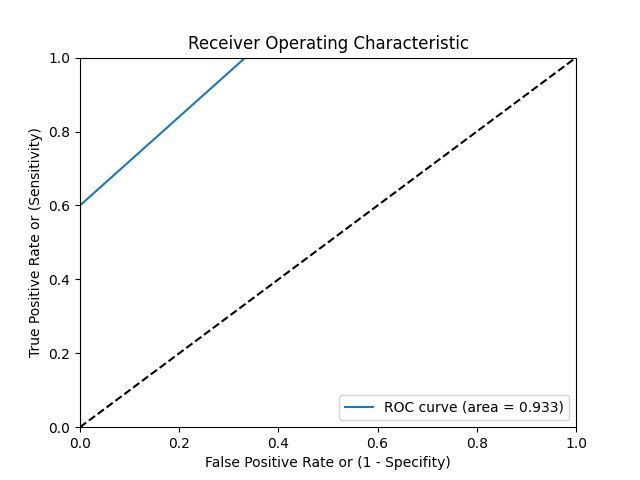 Receiver Operating Characteristic
1.0
0.8
0.6
0.4
0.2
0.0
True Positive Rate or (Sensitivity)
ROC curve (area = 0.933)
0.0 0.2 0.4 0.6 0.8 1.0
False Positive Rate or (1 - Specifity)